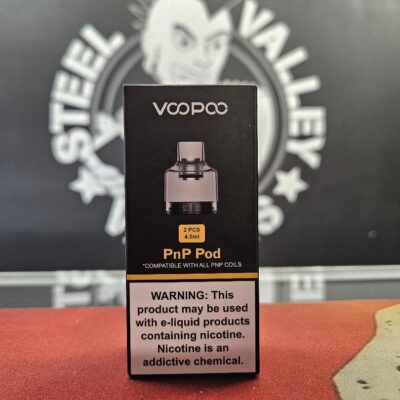 STEEL VALLEY
VOOPOO
2 PCS
4.5ml
PnP Pod
*COMPATIBLE WITH ALL PNP COILS
WARNING: This
product may be used
with e-liquid products
containing nicotine.
Nicotine is an
addictive chemical.